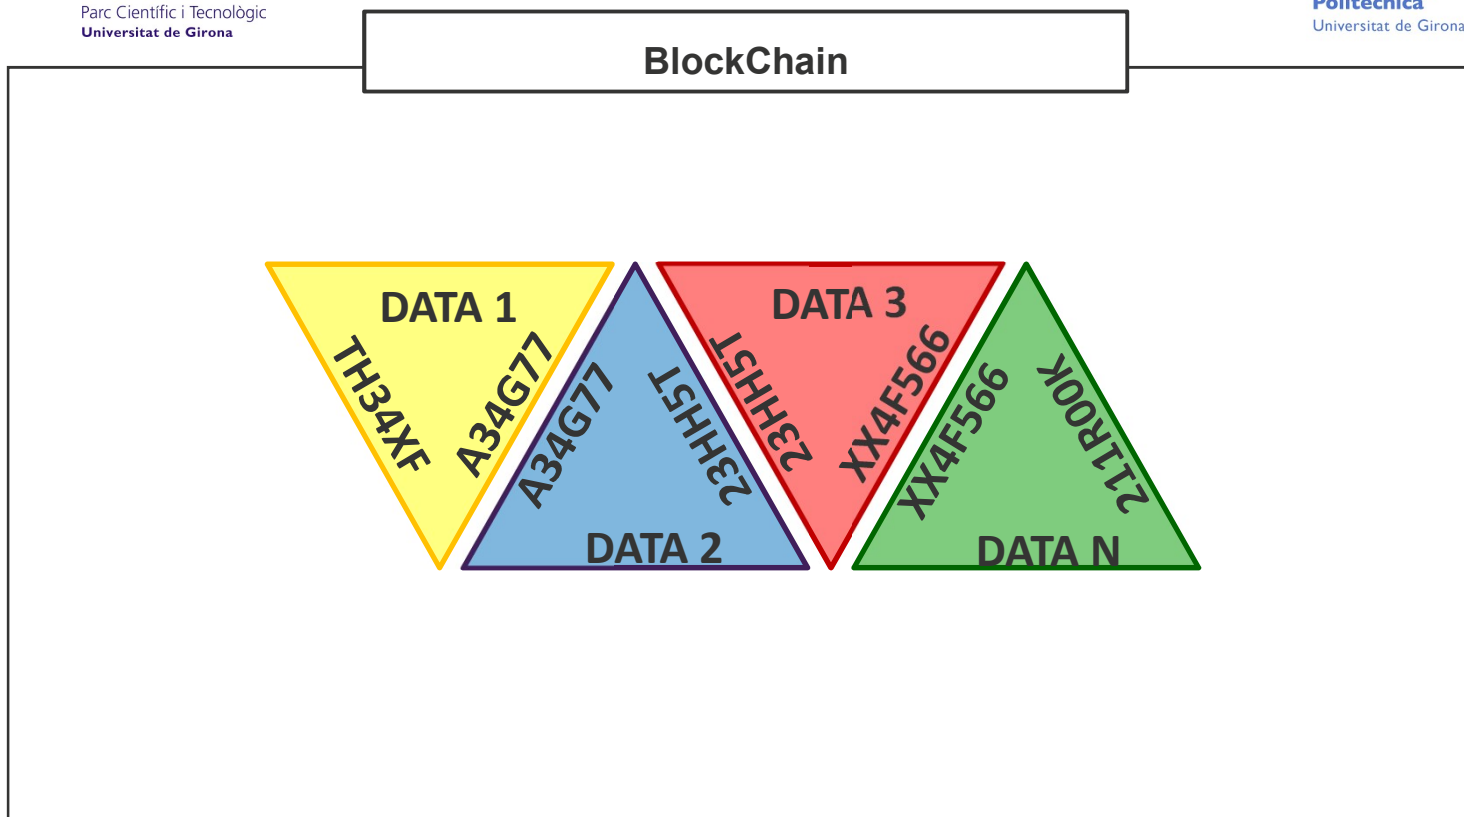 Parc Científic i Tecnològic
Universitat de Girona
Politècnica
Universitat de Girona
BlockChain
DATA 1
TH34XF
A34G77
A34G77
23HH5T
DATA 2
DATA 3
23HH5T
XX4F566
XX4F566
211R00K
DATA N